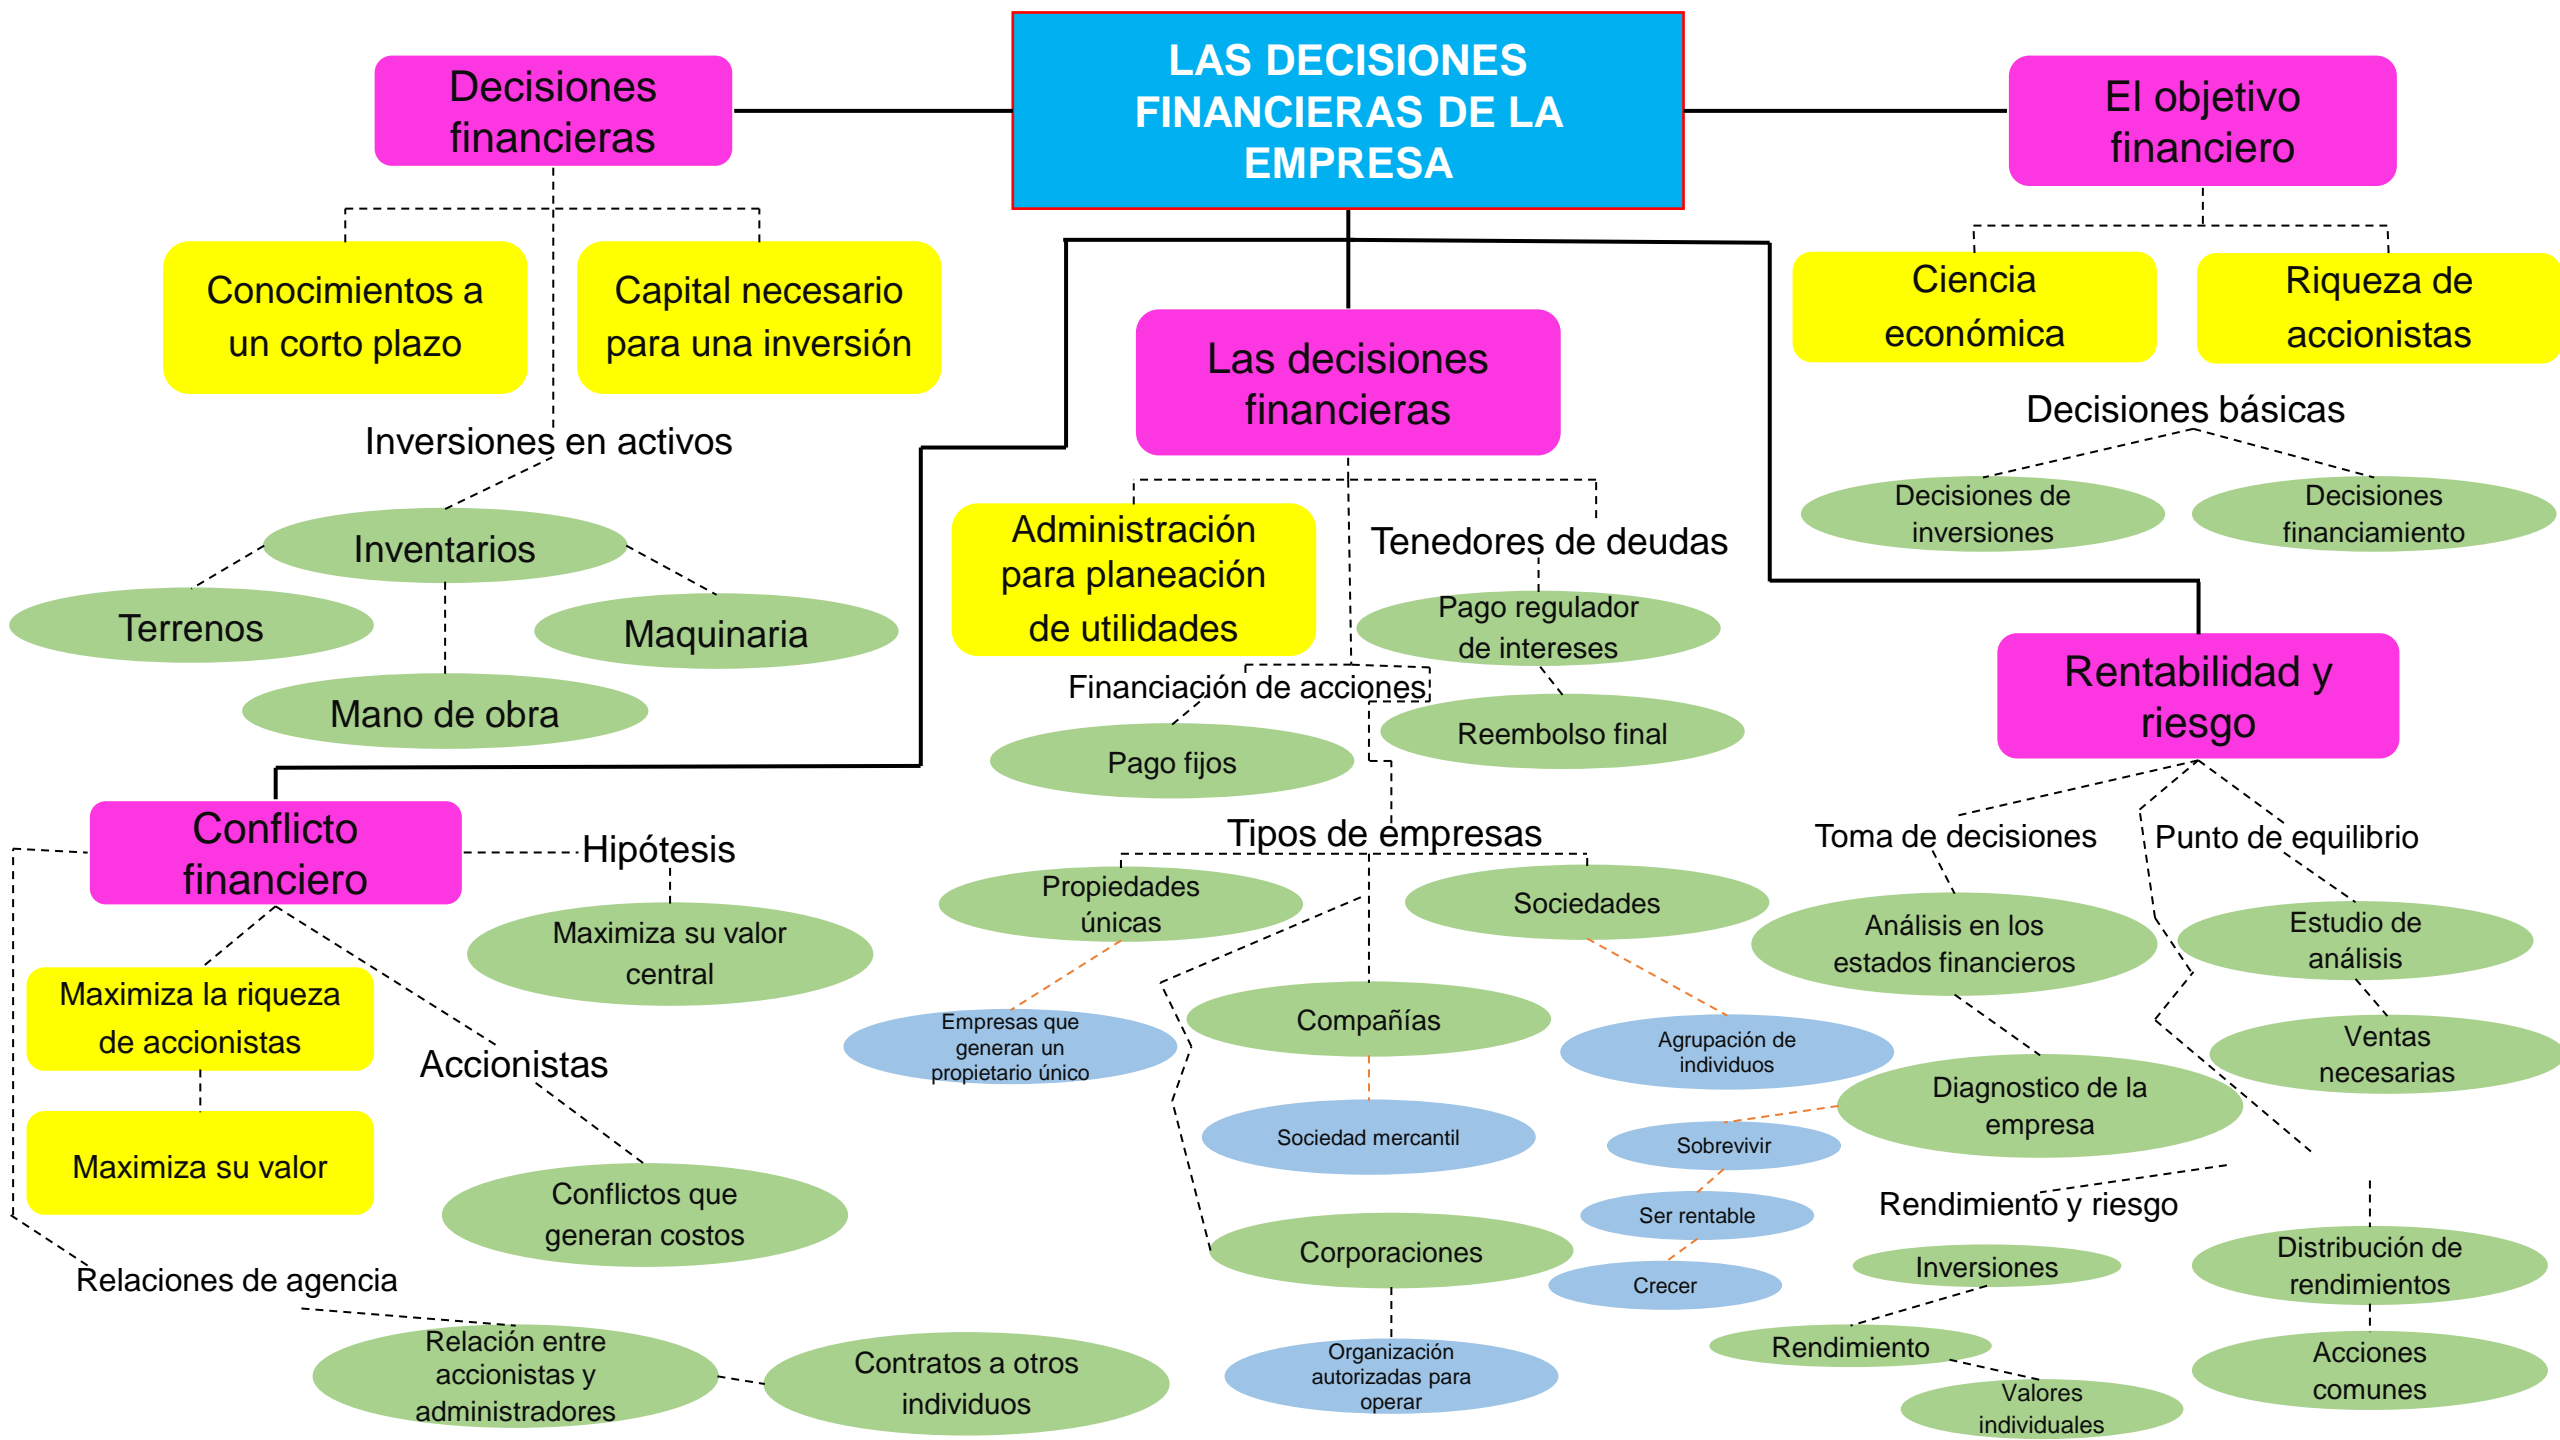 LAS DECISIONES
FINANCIERAS DE LA
EMPRESA
Decisiones
financieras
Conocimientos a
un corto plazo
Capital necesario
para una inversión
Inversiones en activos
Inventarios
Terrenos
Maquinaria
Mano de obra
El objetivo
financiero
Ciencia
económica
Riqueza de
accionistas
Decisiones básicas
Decisiones de
inversiones
Decisiones
financiamiento
Las decisiones
financieras
Administración
para planeación
de utilidades
Tenedores de deudas
Pago regulador
de intereses
Reembolso final
Financiación de acciones
Pago fijos
Tipos de empresas
Propiedades
únicas
Sociedades
Empresas que
generan un
propietario único
Compañías
Agrupación de
individuos
Sociedad mercantil
Corporaciones
Organización
autorizadas para
operar
Conflicto
financiero
Hipótesis
Maximiza su valor
central
Maximiza la riqueza
de accionistas
Maximiza su valor
Accionistas
Conflictos que
generan costos
Relaciones de agencia
Relación entre
accionistas y
administradores
Contratos a otros
individuos
Rentabilidad y
riesgo
Toma de decisiones
Punto de equilibrio
Análisis en los
estados financieros
Estudio de
análisis
Ventas
necesarias
Diagnostico de la
empresa
Sobrevivir
Ser rentable
Crecer
Rendimiento y riesgo
Inversiones
Rendimiento
Valores
individuales
Distribución de
rendimientos
Acciones
comunes